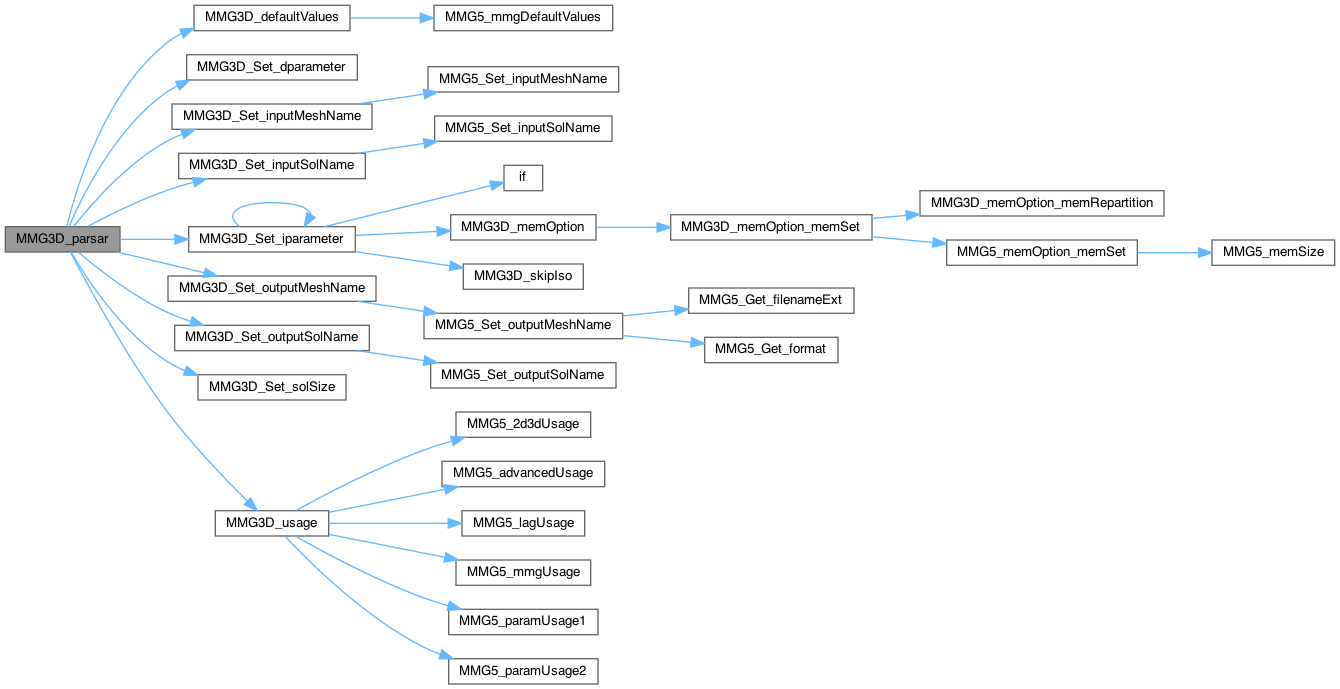 MMG3D_parsar
MMG3D_defaultValues
MMG5_mmgDefaultValues
MMG3D_Set_dparameter
MMG3D_Set_inputMeshName
MMG5_Set_inputMeshName
MMG3D_Set_inputSolName
MMG5_Set_inputSolName
MMG3D_Set_iparameter
if
MMG3D_memOption
MMG3D_memOption_memSet
MMG3D_memOption_memRepartition
MMG5_memOption_memSet
MMG5_memSize
MMG3D_skipIso
MMG3D_Set_outputMeshName
MMG5_Set_outputMeshName
MMG5_Get_filenameExt
MMG5_Get_format
MMG3D_Set_outputSolName
MMG5_Set_outputSolName
MMG3D_Set_solSize
MMG3D_usage
MMG5_2d3dUsage
MMG5_advancedUsage
MMG5_lagUsage
MMG5_mmgUsage
MMG5_paramUsage1
MMG5_paramUsage2